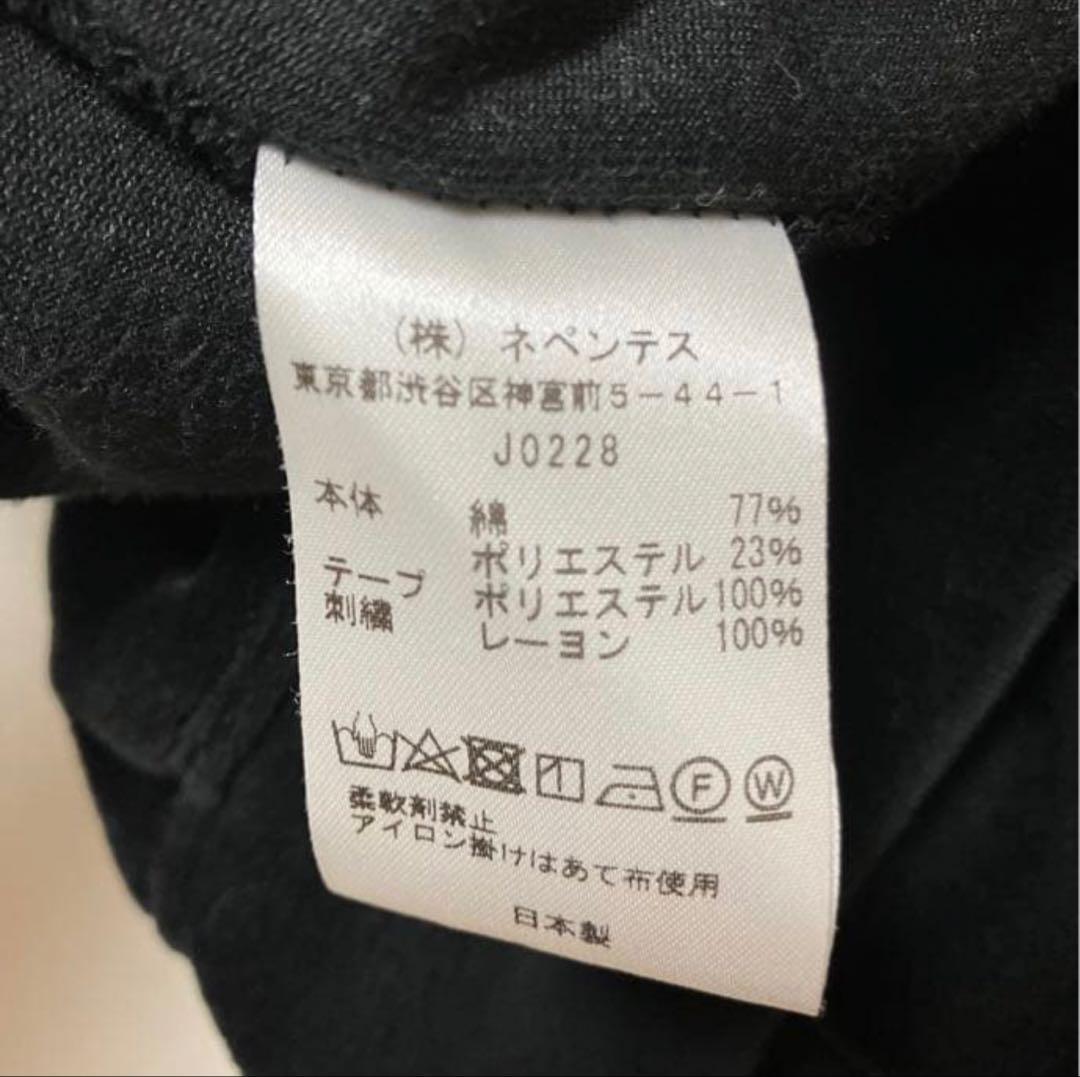 （株）ネペンテス
東京都渋谷区神宮前5-44-1
J0228
本体 綿 77%
ポリエステル 23%
テープ ポリエステル 100%
刺繍 レーヨン 100%
F W
柔軟剤禁止
アイロン掛けはあて布使用
日本製